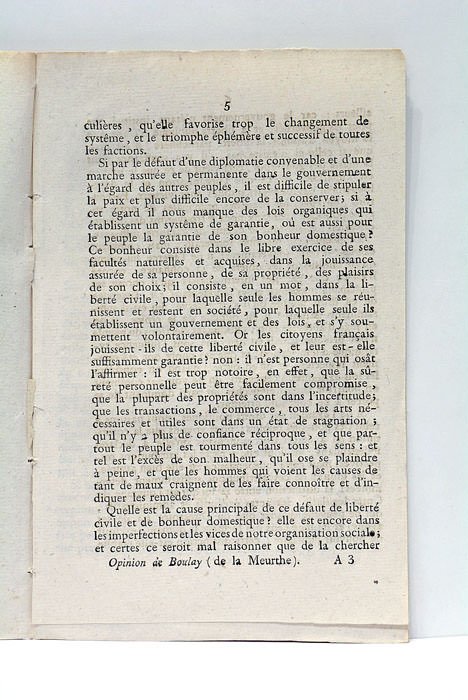 5
culières , qu'elle favorise trop le changement de
systême , et le triomphe éphémère et successif de toutes
les factions.
Si par le défaut d'une diplomatie convenable et d'une
marche assurée et permanente dans le gouvernement
à l'égard des autres peuples, il est difficile de stipuler
la paix et plus difficile encore de la conserver; si à
cet égard il nous manque des lois organiques qui
établissent un systême de garantie, où est aussi pour
le peuple la garantie de son bonheur domestique?
Ce bonheur consiste dans le libre exercice de ses
facultés naturelles et acquises, dans la jouissance
assurée de sa personne, de sa propriété, des plaisirs
de son choix; il consiste, en un mot, dans la li-
berté civile, pour laquelle seule les hommes se réu-
nissent et restent en société, pour laquelle seule ils
établissent un gouvernement et des lois, et s'y sou-
mettent volontairement. Or les citoyens français
jouissent-ils de cette liberté civile, et leur est-elle
suffisamment garantie? non : il n'est personne qui osât
l'affirmer : il est trop notoire, en effet, que la sû-
reté personnelle peut être facilement compromise,
que la plupart des propriétés sont dans l'incertitude;
que les transactions, le commerce, tous les arts né-
cessaires et utiles sont dans un état de stagnation;
qu'il n'y a plus de confiance réciproque, et que par-
tout le peuple est tourmenté dans tous les sens : et
tel est l'excès de son malheur, qu'il ose se plaindre
à peine, et que les hommes qui voient les causes de
tant de maux craignent de les faire connoître et d'in-
diquer les remèdes.
Quelle est la cause principale de ce défaut de liberté
civile et de bonheur domestique? elle est encore dans
les imperfections et les vices de notre organisation sociale;
et certes ce seroit mal raisonner que de la chercher
Opinion de Boulay (de la Meurthe). A 3